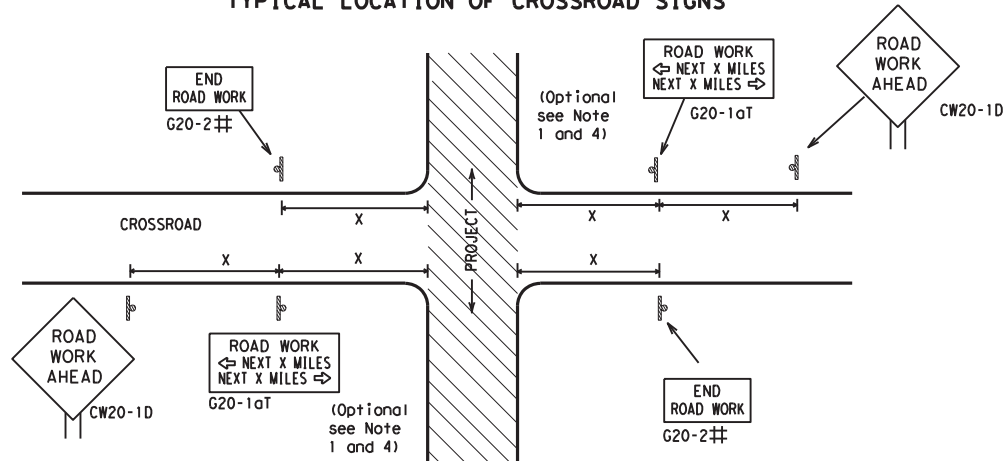 TYPICAL LOCATION OF CROSSROAD SIGNS
END
ROAD WORK
G20-2#
ROAD WORK
⇦ NEXT X MILES
NEXT X MILES ⇨
G20-1aT
(Optional
see Note
1 and 4)
ROAD
WORK
AHEAD
CW20-1D
X
X
X
CROSSROAD
PROJECT
X
X
X
ROAD
WORK
AHEAD
CW20-1D
ROAD WORK
⇦ NEXT X MILES
NEXT X MILES ⇨
G20-1aT
(Optional
see Note
1 and 4)
END
ROAD WORK
G20-2#